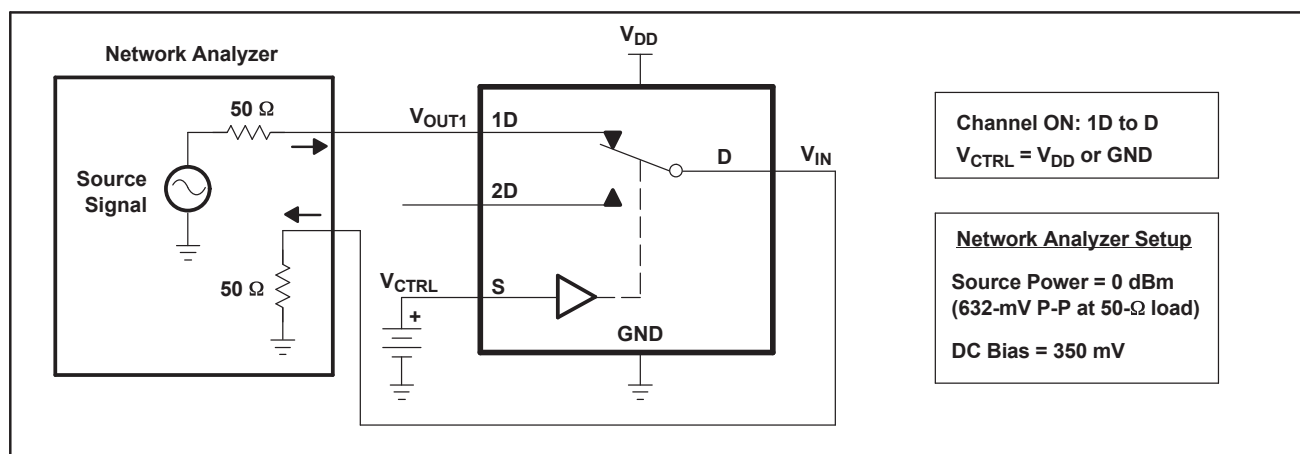 V_DD
Network Analyzer
50 Ω
V_OUT1
1D
D
V_IN
Source
Signal
2D
50 Ω
V_CTRL
S
+
GND
Channel ON: 1D to D
V_CTRL = V_DD or GND
Network Analyzer Setup
Source Power = 0 dBm
(632-mV P-P at 50-Ω load)
DC Bias = 350 mV